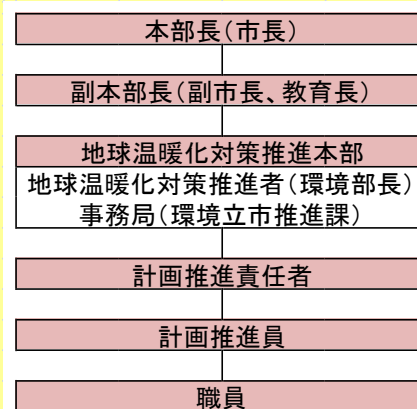 本部長（市長）
副本部長（副市長、教育長）
地球温暖化対策推進本部
地球温暖化対策推進者（環境部長）
事務局（環境立市推進課）
計画推進責任者
計画推進員
職員